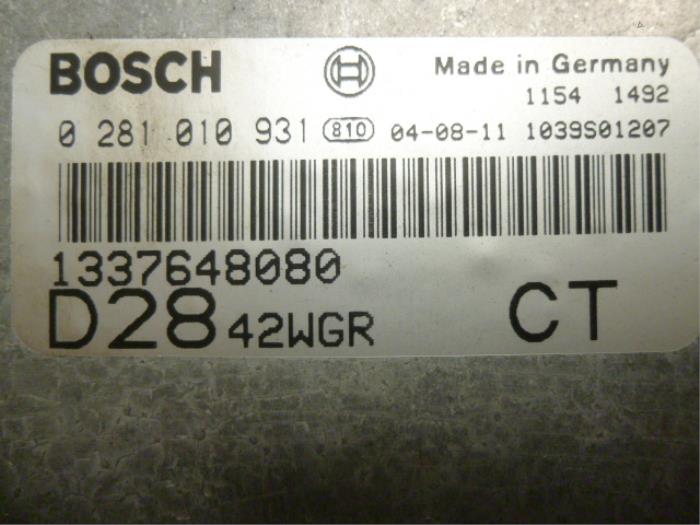 BOSCH Made in Germany
1154 1492
0 281 010 931 810 04-08-11 1039S01207
1337648080
D28 42WGR CT